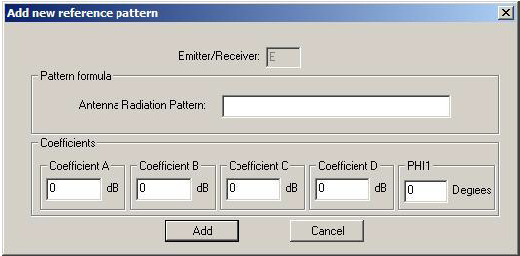 Add new reference pattern
Emitter/Receiver: E
Pattern formula
Antenna Radiation Pattern:
Coefficients
Coefficient A Coefficient B Coefficient C Coefficient D PHI1
0 dB 0 dB 0 dB 0 dB 0 Degrees
Add Cancel